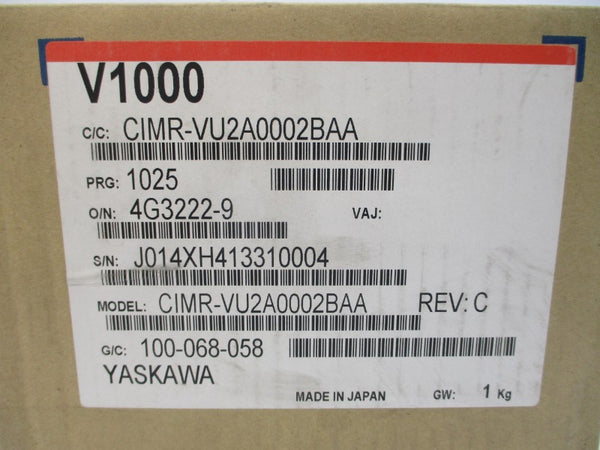 V1000
C/C: CIMR-VU2A0002BAA
PRG: 1025
O/N: 4G3222-9 VAJ:
S/N: J014XH413310004
MODEL: CIMR-VU2A0002BAA REV: C
G/C: 100-068-058
YASKAWA
MADE IN JAPAN GW: 1 Kg